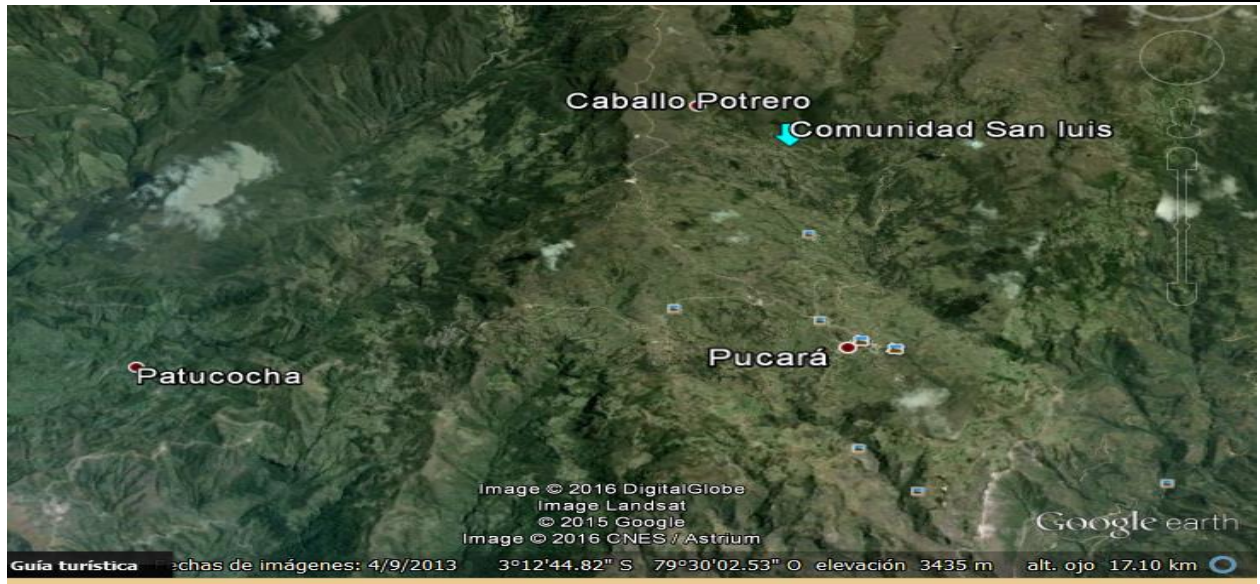 Caballo Potrero
Comunidad San luis
Pucará
Patucocha
Image © 2016 DigitalGlobe
Image Landsat
© 2015 Google
Image © 2016 CNES / Astrium
Google earth
Guía turística echas de imágenes: 4/9/2013 3°12'44.82" S 79°30'02.53" O elevación 3435 m alt. ojo 17.10 km